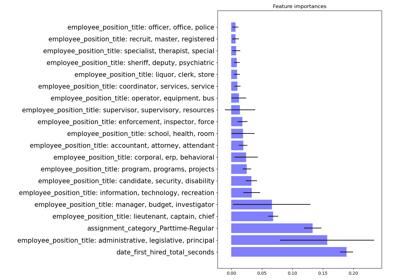 Feature importances
employee_position_title: officer, office, police
employee_position_title: recruit, master, registered
employee_position_title: specialist, therapist, special
employee_position_title: sheriff, deputy, psychiatric
employee_position_title: liquor, clerk, store
employee_position_title: coordinator, services, service
employee_position_title: operator, equipment, bus
employee_position_title: supervisor, supervisory, resources
employee_position_title: enforcement, inspector, force
employee_position_title: school, health, room
employee_position_title: accountant, attorney, attendant
employee_position_title: corporal, erp, behavioral
employee_position_title: program, programs, projects
employee_position_title: candidate, security, disability
employee_position_title: information, technology, recreation
employee_position_title: manager, budget, investigator
employee_position_title: lieutenant, captain, chief
assignment_category_Parttime-Regular
employee_position_title: administrative, legislative, principal
date_first_hired_total_seconds
0.00 0.05 0.10 0.15 0.20